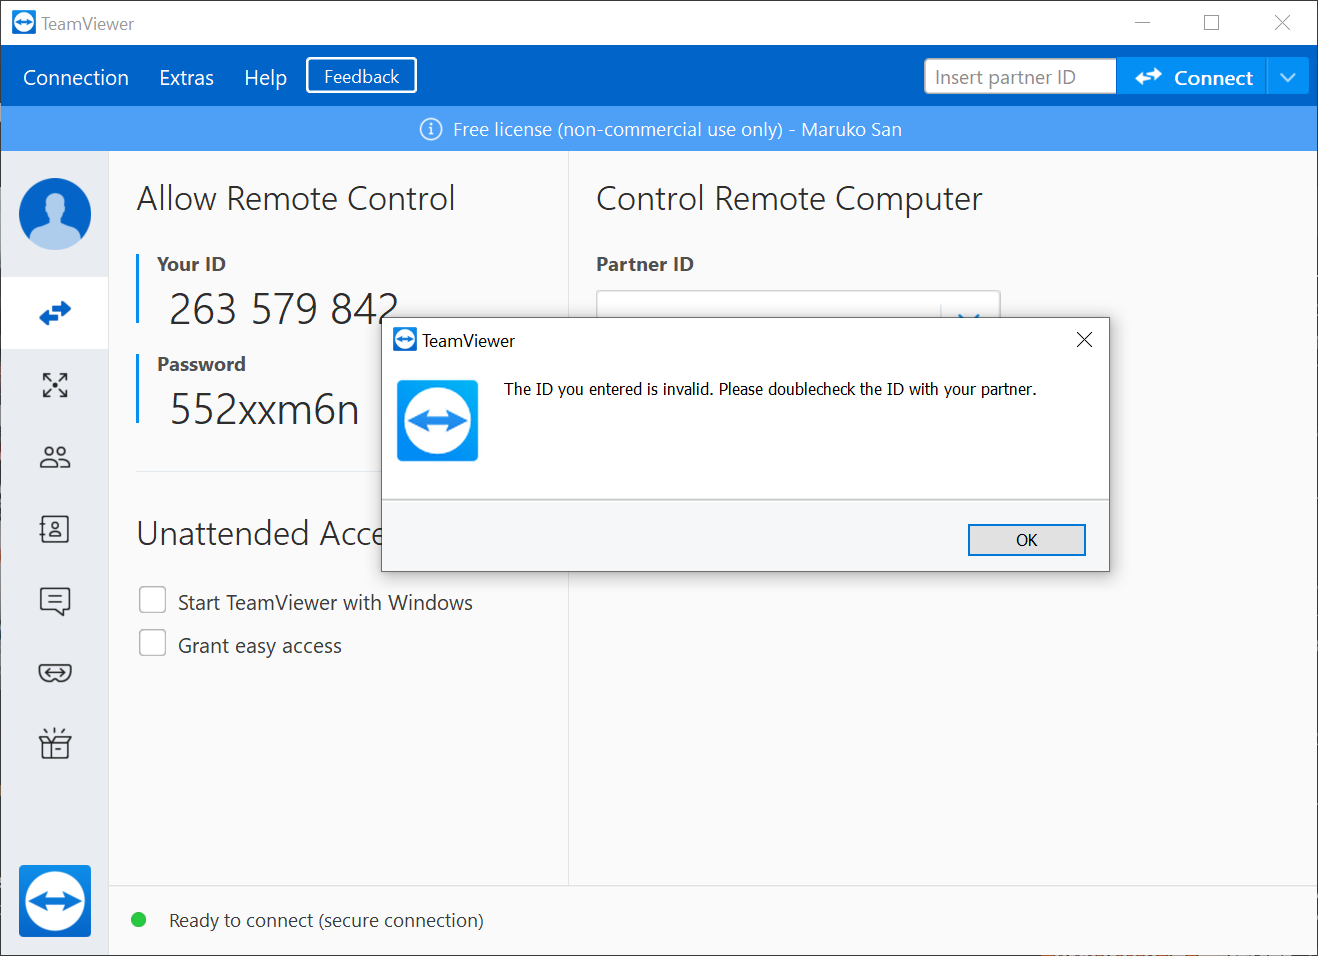 TeamViewer
Connection Extras Help Feedback Insert partner ID Connect
Free license (non-commercial use only) - Maruko San
Allow Remote Control
Your ID
263 579 842
Password
552xxm6n
Unattended Acce
Start TeamViewer with Windows
Grant easy access
Control Remote Computer
Partner ID
TeamViewer
The ID you entered is invalid. Please doublecheck the ID with your partner.
OK
Ready to connect (secure connection)